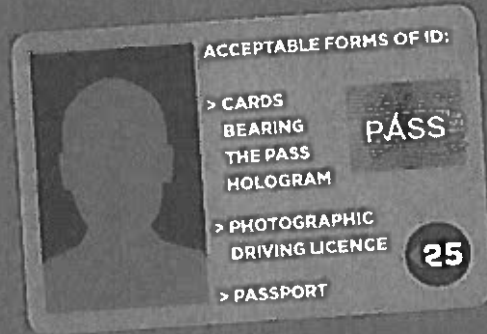 ACCEPTABLE FORMS OF ID:
> CARDS
BEARING
THE PASS
HOLOGRAM
PASS
> PHOTOGRAPHIC
DRIVING LICENCE
25
> PASSPORT